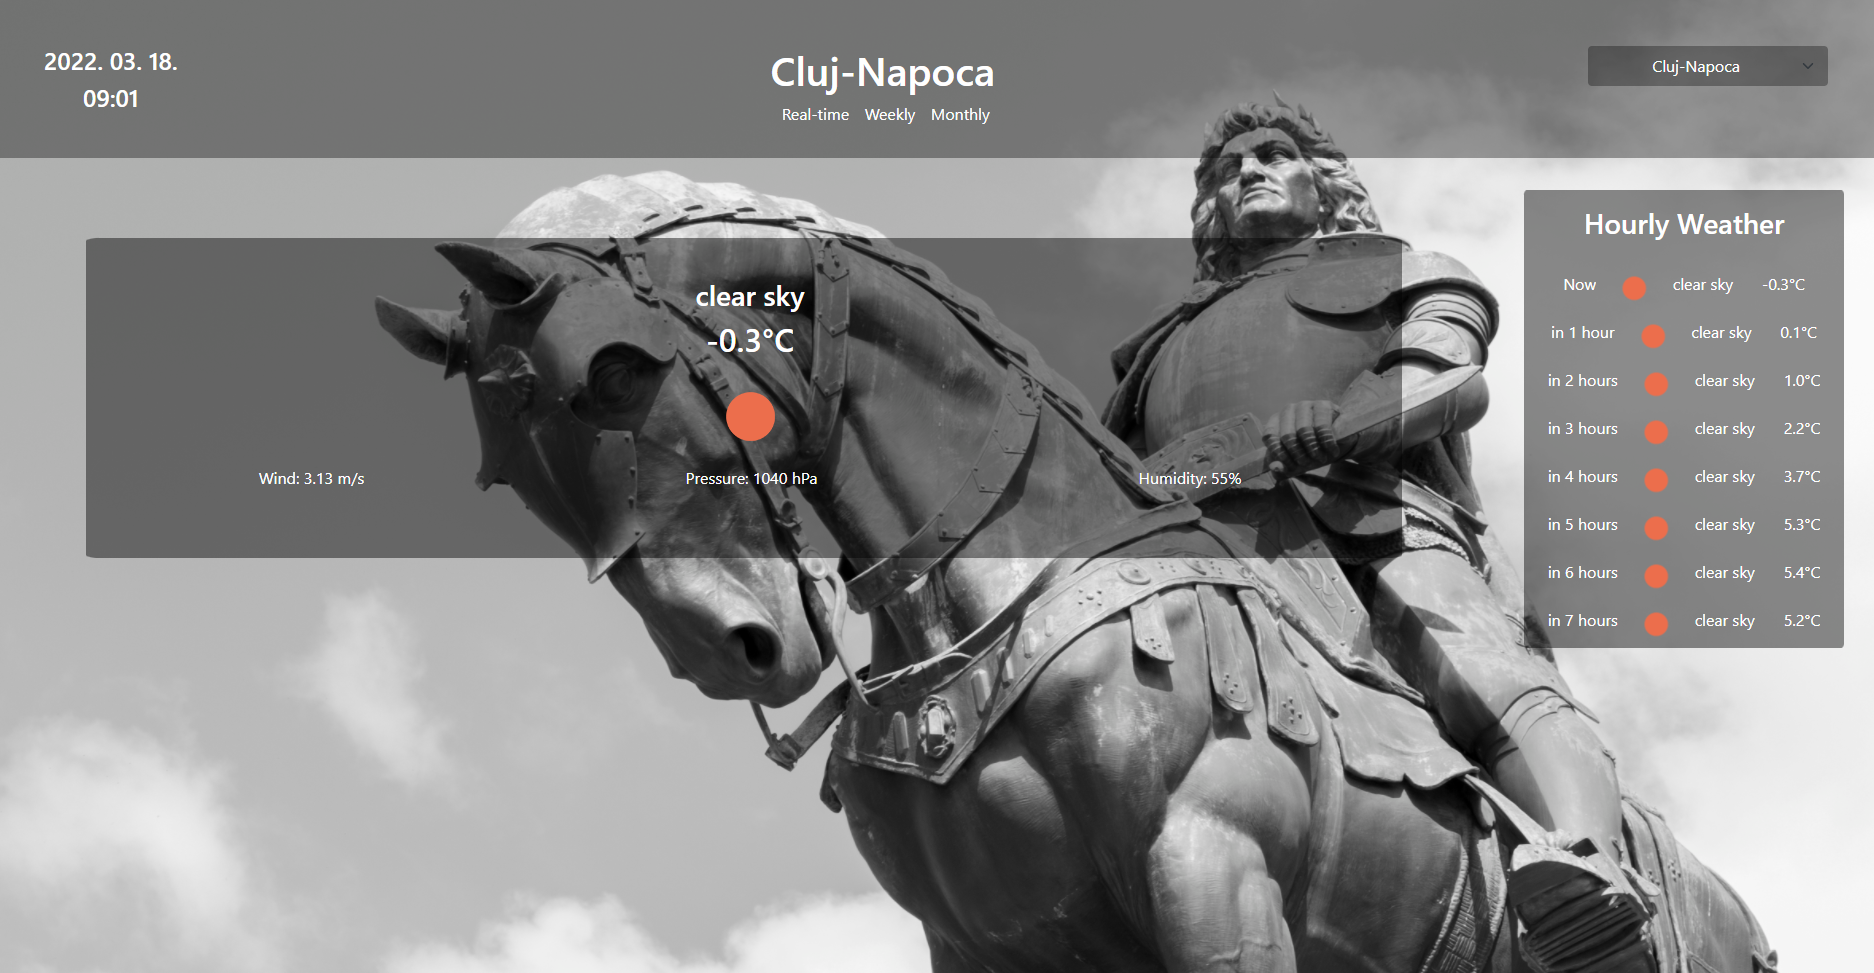 2022. 03. 18.
09:01
Cluj-Napoca
Real-time Weekly Monthly
Cluj-Napoca
clear sky
-0.3°C
Wind: 3.13 m/s Pressure: 1040 hPa Humidity: 55%
Hourly Weather
Now clear sky -0.3°C
in 1 hour clear sky 0.1°C
in 2 hours clear sky 1.0°C
in 3 hours clear sky 2.2°C
in 4 hours clear sky 3.7°C
in 5 hours clear sky 5.3°C
in 6 hours clear sky 5.4°C
in 7 hours clear sky 5.2°C